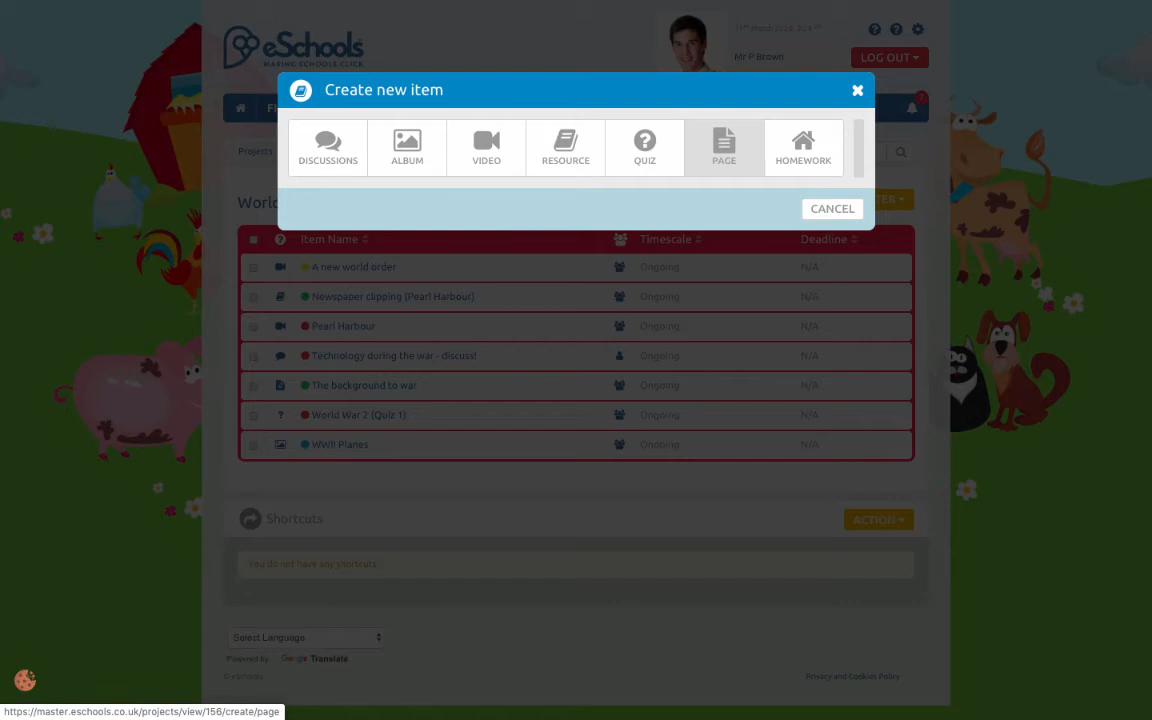 eSchools
MAKING SCHOOLS CLICK
Mr P Brown
LOG OUT
Create new item
DISCUSSIONS ALBUM VIDEO RESOURCE QUIZ PAGE HOMEWORK
Projects
CANCEL
Item Name Timescale Deadline
A new world order Ongoing N/A
Newspaper clipping (Pearl Harbour) Ongoing N/A
Pearl Harbour Ongoing N/A
Technology during the war - discuss! Ongoing N/A
The background to war Ongoing N/A
World War 2 (Quiz 1) Ongoing N/A
WWII Planes Ongoing N/A
Shortcuts
ACTION
You do not have any shortcuts
Select Language
Powered by Google Translate
© eSchools Privacy and Cookies Policy
https://master.eschools.co.uk/projects/view/156/create/page